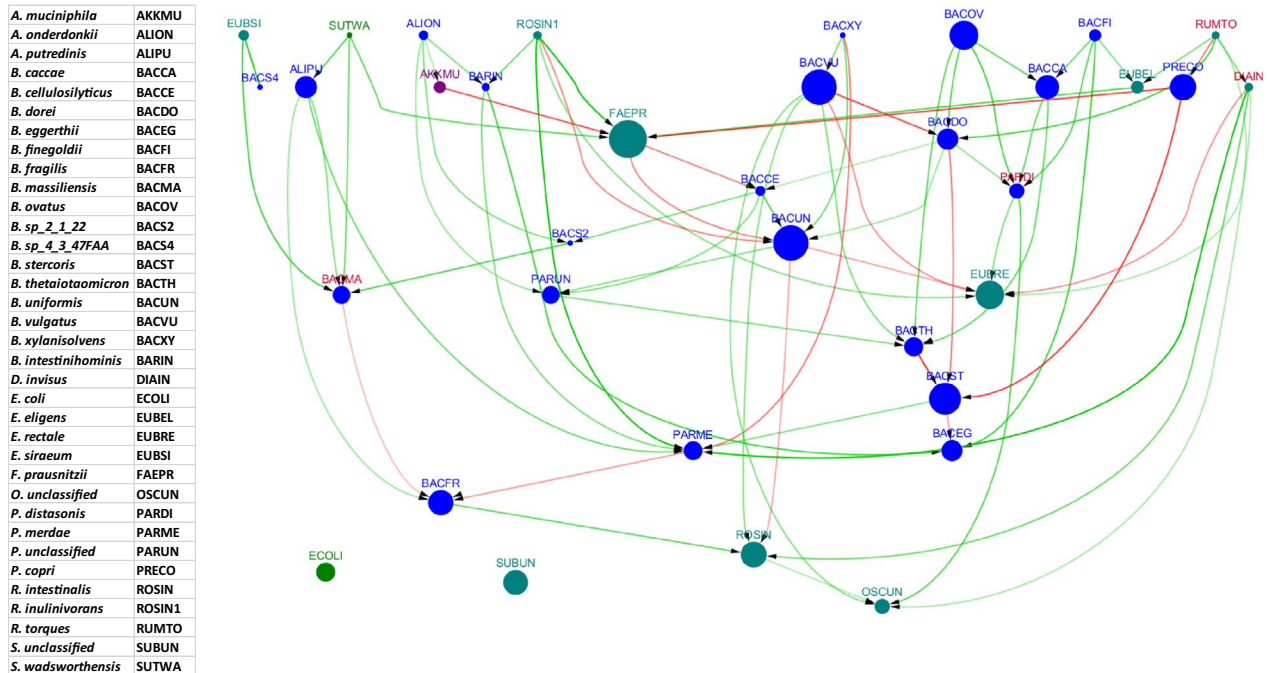 A. muciniphila AKKMU
A. onderdonkii ALION
A. putredinis ALIPU
B. caccae BACCA
B. cellulosilyticus BACCE
B. dorei BACDO
B. eggerthii BACEG
B. finegoldii BACFI
B. fragilis BACFR
B. massiliensis BACMA
B. ovatus BACOV
B. sp_2_1_22 BACS2
B. sp_4_3_47FAA BACS4
B. stercoris BACST
B. thetaiotaomicron BACTH
B. uniformis BACUN
B. vulgatus BACVU
B. xylanisolvens BACXY
B. intestinihominis BARIN
D. invisus DIAIN
E. coli ECOLI
E. eligens EUBEL
E. rectale EUBRE
E. siraeum EUBSI
F. prausnitzii FAEPR
O. unclassified OSCUN
P. distasonis PARDI
P. merdae PARME
P. unclassified PARUN
P. copri PRECO
R. intestinalis ROSIN
R. inulinivorans ROSIN1
R. torques RUMTO
S. unclassified SUBUN
S. wadsworthensis SUTWA
EUBSI
SUTWA
ALION
ROSIN1
BACXY
BACOV
BACFI
RUMTO
BACS4
ALIPU
AKKMU
BARIN
BACVU
BACCA
EUBEL
PRECO
DIAIN
FAEPR
BACDO
BACCE
PARDI
BACS2
BACUN
BACMA
PARUN
EUBRE
BACTH
BACST
PARME
BACEG
BACFR
ECOLI
SUBUN
ROSIN
OSCUN